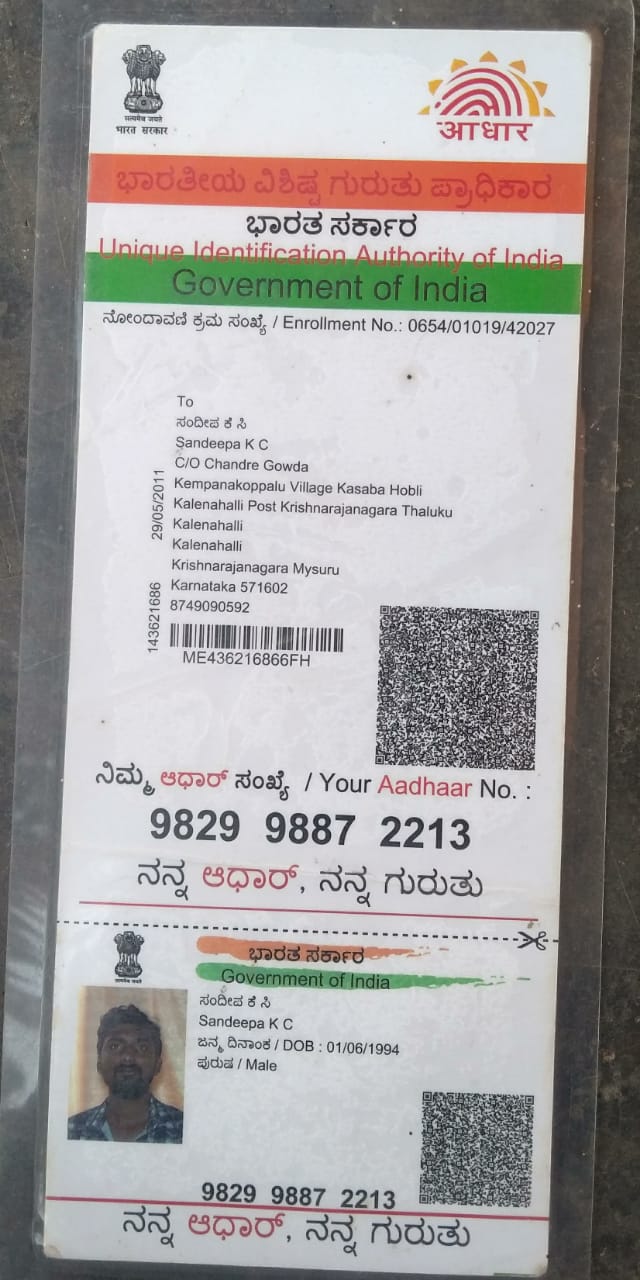 सत्यमेव जयते
भारत सरकार
आधार
ಭಾರತೀಯ ವಿಶಿಷ್ಟ ಗುರುತು ಪ್ರಾಧಿಕಾರ
ಭಾರತ ಸರ್ಕಾರ
Unique Identification Authority of India
Government of India
ನೋಂದಾವಣಿ ಕ್ರಮ ಸಂಖ್ಯೆ / Enrollment No.: 0654/01019/42027
To
ಸಂದೀಪ ಕೆ ಸಿ
Sandeepa K C
C/O Chandre Gowda
Kempanakoppalu Village Kasaba Hobli
Kalenahalli Post Krishnarajanagara Thaluku
Kalenahalli
Kalenahalli
Krishnarajanagara Mysuru
Karnataka 571602
8749090592
29/05/2011
143621686
ME436216866FH
ನಿಮ್ಮ ಆಧಾರ್ ಸಂಖ್ಯೆ / Your Aadhaar No. :
9829 9887 2213
ನನ್ನ ಆಧಾರ್, ನನ್ನ ಗುರುತು
ಭಾರತ ಸರ್ಕಾರ
Government of India
ಸಂದೀಪ ಕೆ ಸಿ
Sandeepa K C
ಜನ್ಮ ದಿನಾಂಕ / DOB : 01/06/1994
ಪುರುಷ / Male
9829 9887 2213
ನನ್ನ ಆಧಾರ್, ನನ್ನ ಗುರುತು